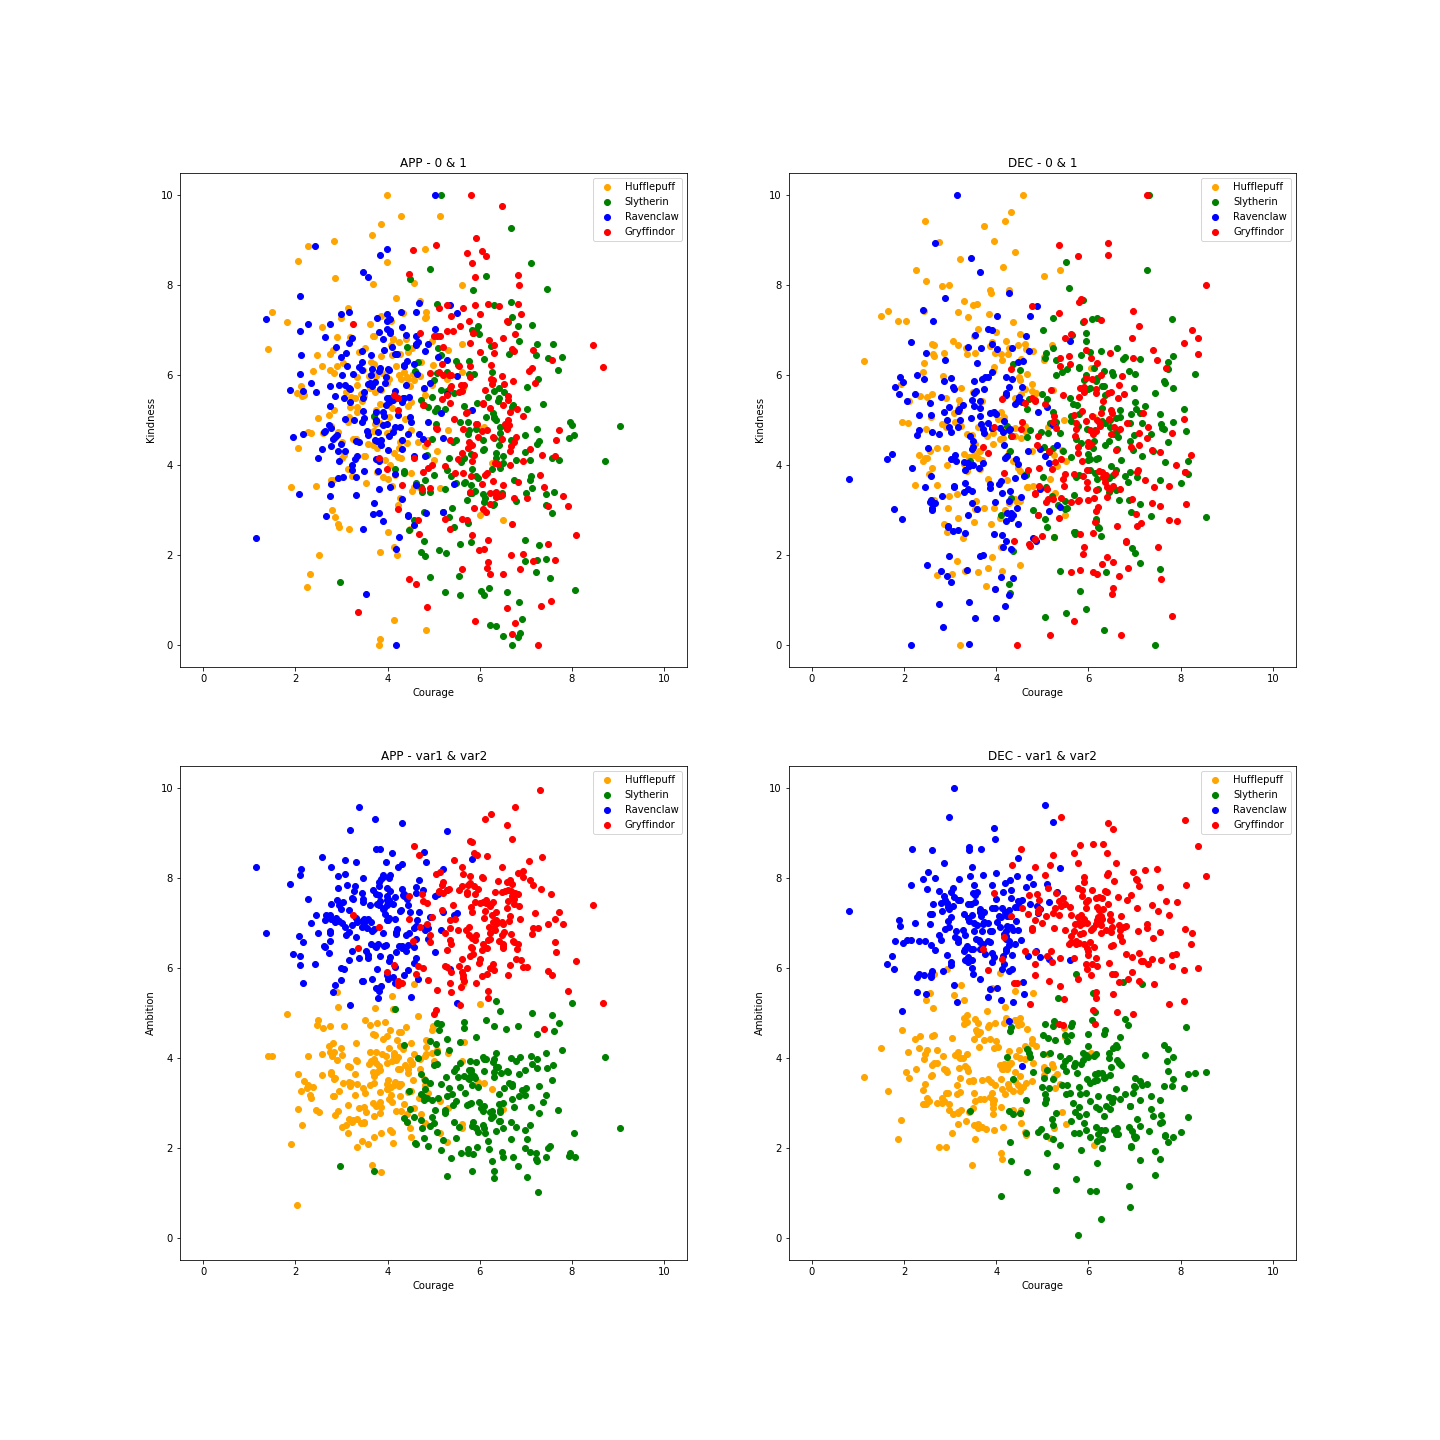 APP - 0 & 1
Hufflepuff
Slytherin
Ravenclaw
Gryffindor
10
8
6
4
2
0
Kindness
0 2 4 6 8 10
Courage
DEC - 0 & 1
Hufflepuff
Slytherin
Ravenclaw
Gryffindor
10
8
6
4
2
0
Kindness
0 2 4 6 8 10
Courage
APP - var1 & var2
Hufflepuff
Slytherin
Ravenclaw
Gryffindor
10
8
6
4
2
0
Ambition
0 2 4 6 8 10
Courage
DEC - var1 & var2
Hufflepuff
Slytherin
Ravenclaw
Gryffindor
10
8
6
4
2
0
Ambition
0 2 4 6 8 10
Courage